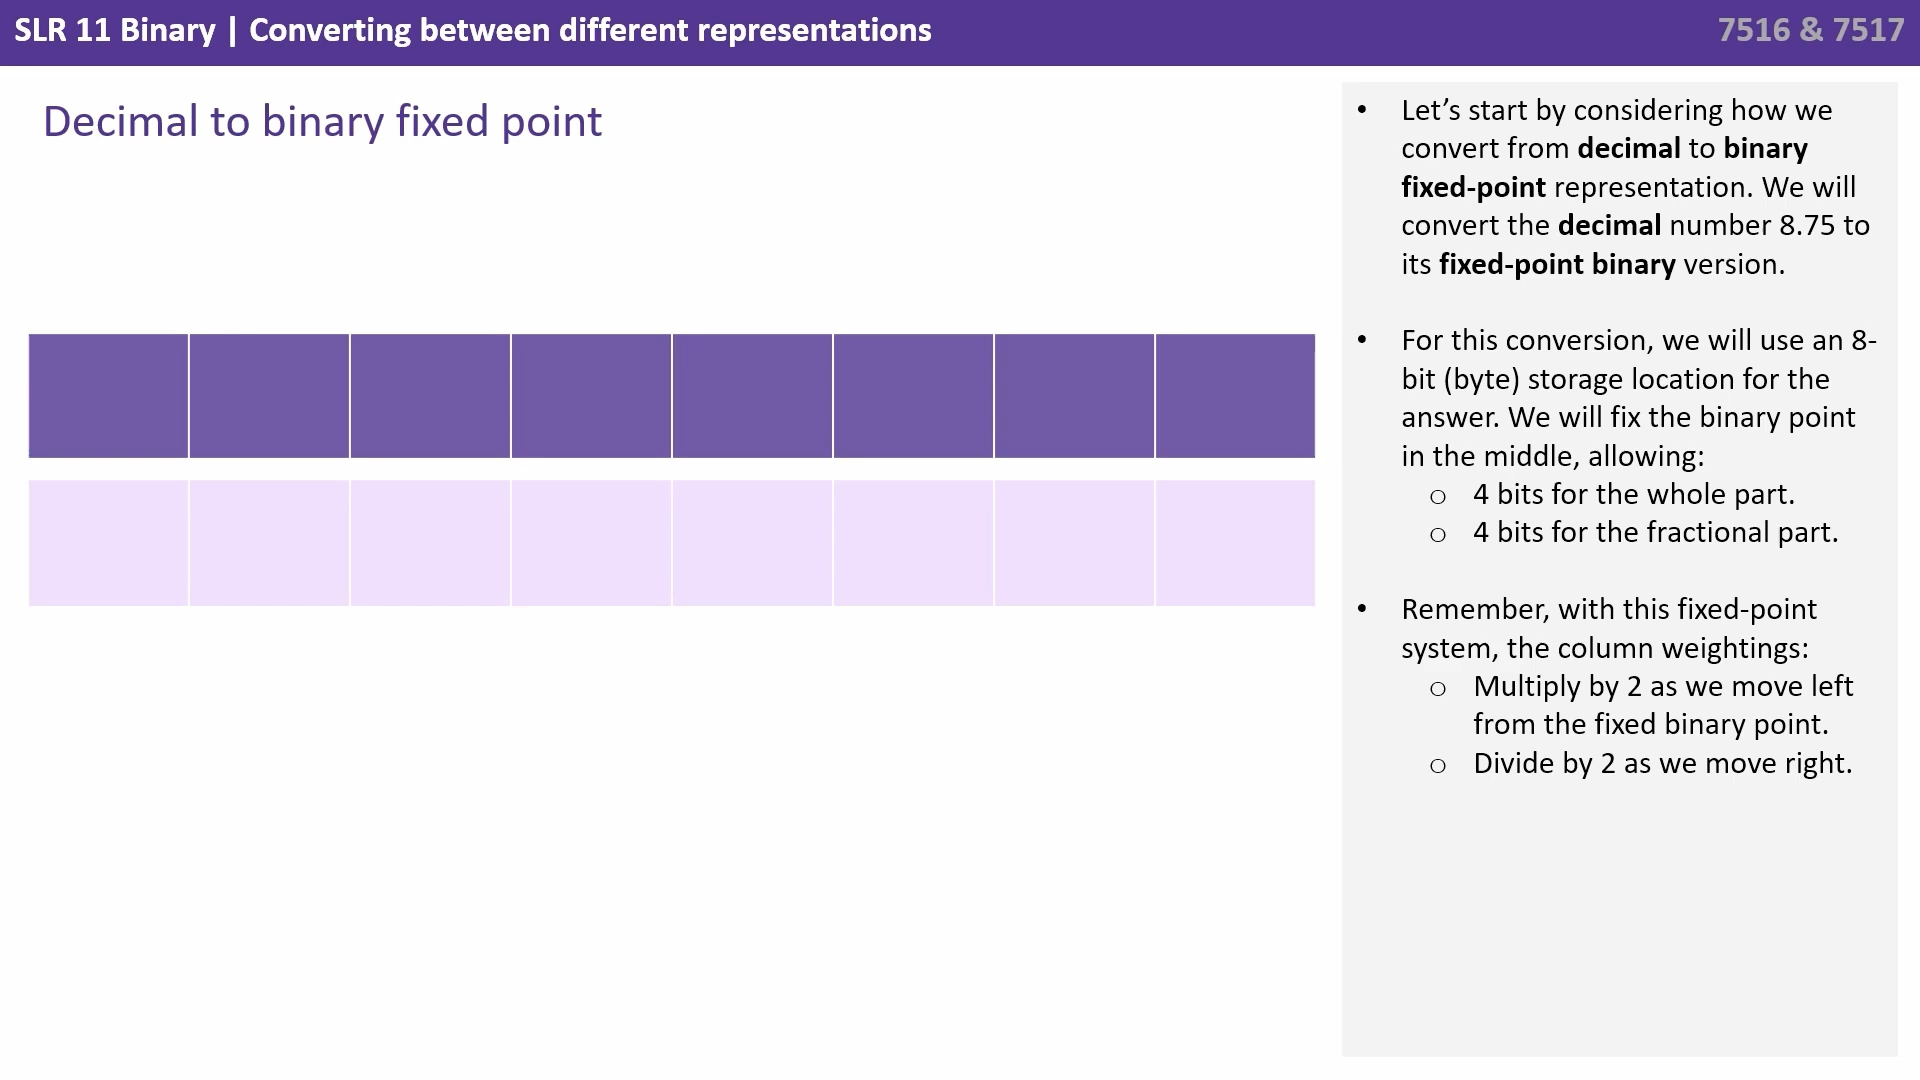 SLR 11 Binary | Converting between different representations
7516 & 7517
Decimal to binary fixed point
• Let’s start by considering how we
convert from decimal to binary
fixed-point representation. We will
convert the decimal number 8.75 to
its fixed-point binary version.
• For this conversion, we will use an 8-
bit (byte) storage location for the
answer. We will fix the binary point
in the middle, allowing:
o 4 bits for the whole part.
o 4 bits for the fractional part.
• Remember, with this fixed-point
system, the column weightings:
o Multiply by 2 as we move left
from the fixed binary point.
o Divide by 2 as we move right.